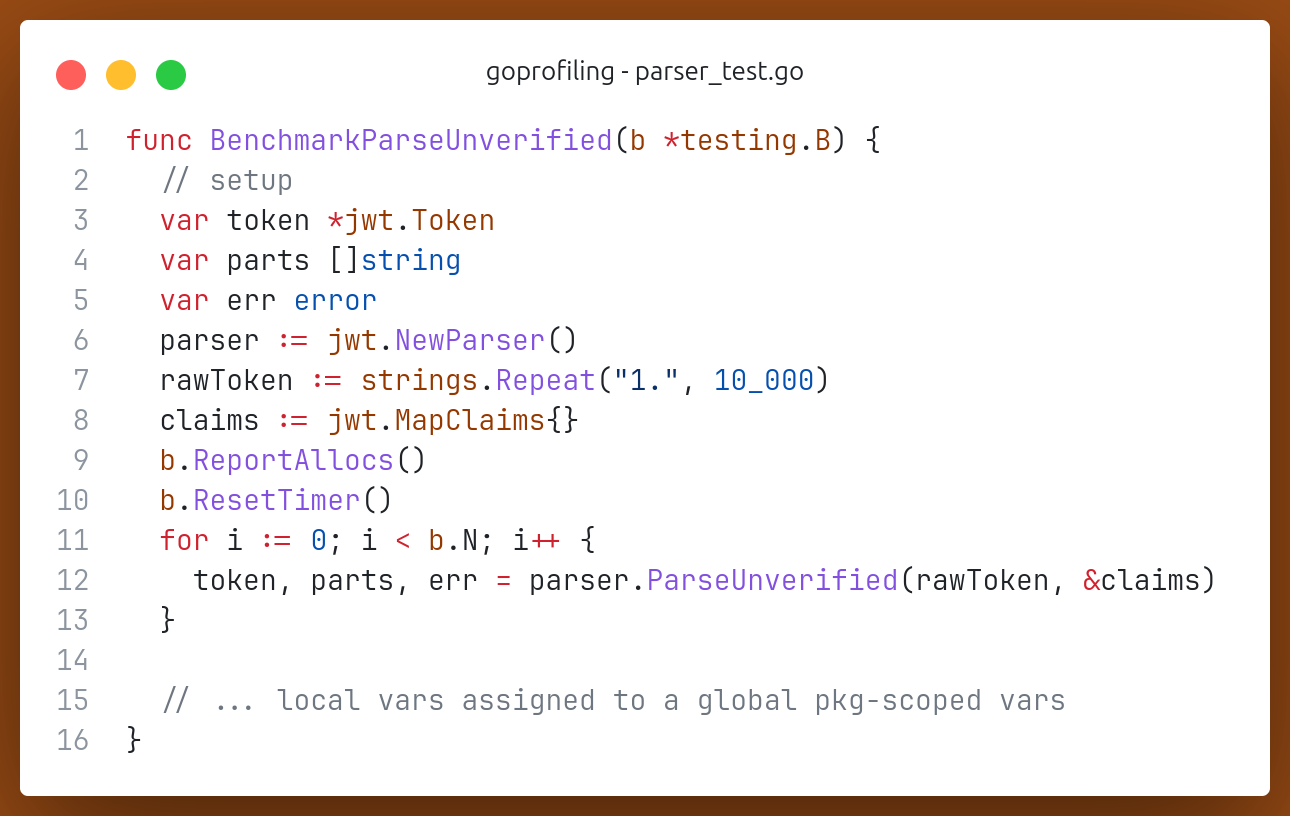 goprofiling - parser_test.go
1 func BenchmarkParseUnverified(b *testing.B) {
2   // setup
3   var token *jwt.Token
4   var parts []string
5   var err error
6   parser := jwt.NewParser()
7   rawToken := strings.Repeat("1.", 10_000)
8   claims := jwt.MapClaims{}
9   b.ReportAllocs()
10   b.ResetTimer()
11   for i := 0; i < b.N; i++ {
12     token, parts, err = parser.ParseUnverified(rawToken, &claims)
13   }
14
15   // ... local vars assigned to a global pkg-scoped vars
16 }